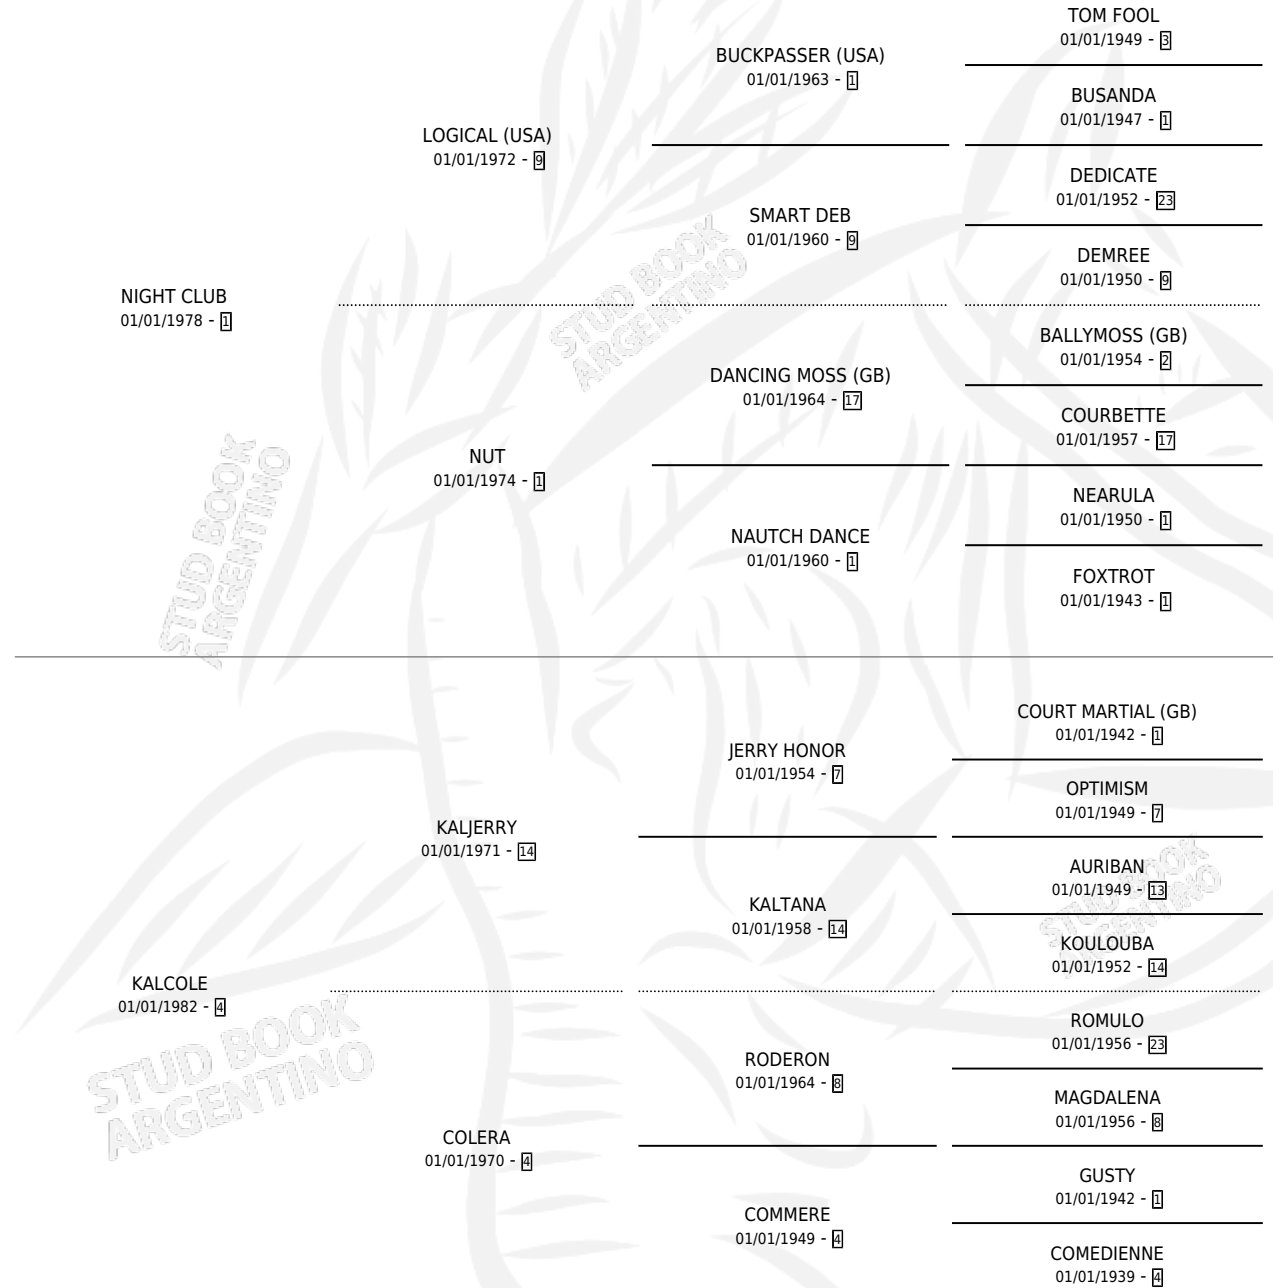 TOM FOOL
01/01/1949 - 3
BUCKPASSER (USA)
01/01/1963 - 1
BUSANDA
01/01/1947 - 1
LOGICAL (USA)
01/01/1972 - 9
DEDICATE
01/01/1952 - 23
SMART DEB
01/01/1960 - 9
DEMREE
01/01/1950 - 9
NIGHT CLUB
01/01/1978 - 1
STUD BOOK
ARGENTINO
BALLYMOSS (GB)
01/01/1954 - 2
DANCING MOSS (GB)
01/01/1964 - 17
COURBETTE
01/01/1957 - 17
NUT
01/01/1974 - 1
NEARULA
01/01/1950 - 1
NAUTCH DANCE
01/01/1960 - 1
FOXTROT
01/01/1943 - 1
STUD BOOK
ARGENTINO
COURT MARTIAL (GB)
01/01/1942 - 1
JERRY HONOR
01/01/1954 - 7
OPTIMISM
01/01/1949 - 7
KALJERRY
01/01/1971 - 14
AURIBAN
01/01/1949 - 13
KALTANA
01/01/1958 - 14
KOULOUBA
01/01/1952 - 14
STUD BOOK
ARGENTINO
KALCOLE
01/01/1982 - 4
ROMULO
01/01/1956 - 23
RODERON
01/01/1964 - 8
MAGDALENA
01/01/1956 - 8
STUD BOOK
ARGENTINO
COLERA
01/01/1970 - 4
GUSTY
01/01/1942 - 1
COMMERE
01/01/1949 - 4
COMEDIENNE
01/01/1939 - 4